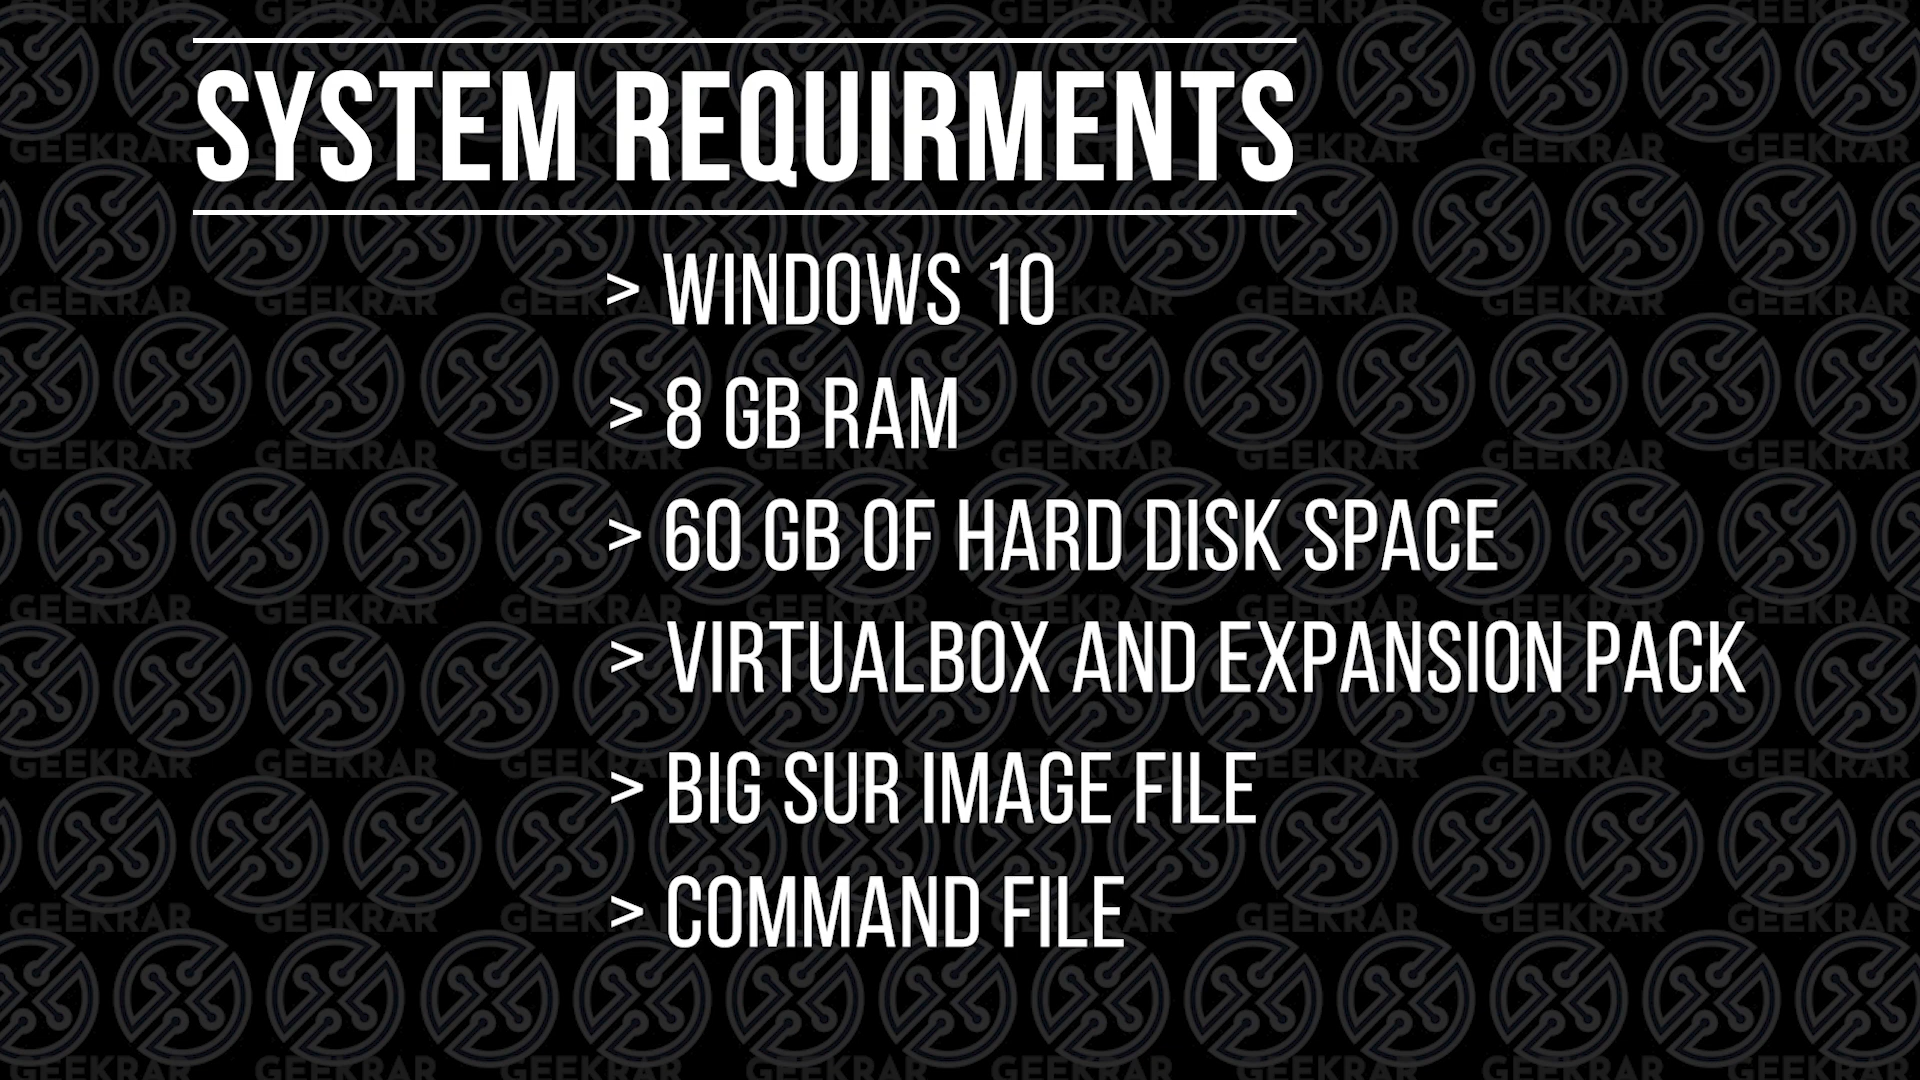 SYSTEM REQUIRMENTS
> WINDOWS 10
> 8 GB RAM
> 60 GB OF HARD DISK SPACE
> VIRTUALBOX AND EXPANSION PACK
> BIG SUR IMAGE FILE
> COMMAND FILE
GEEKRAR